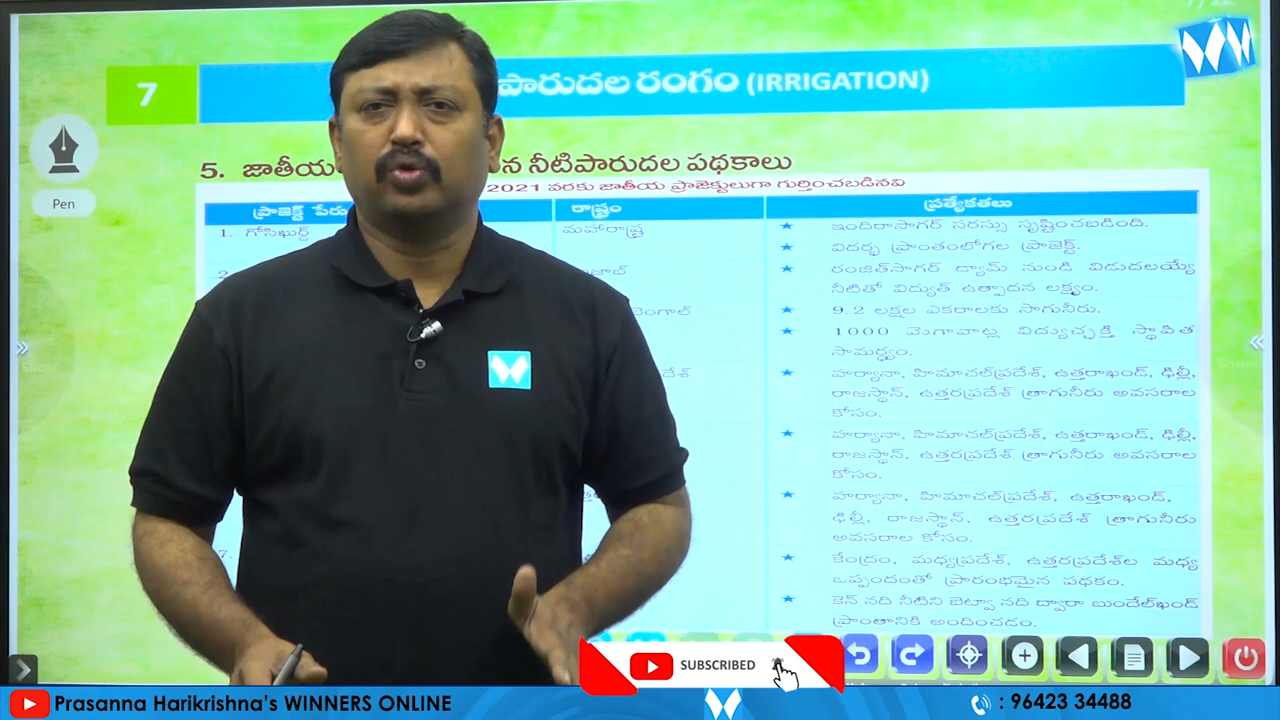 7
పారుదల రంగం (IRRIGATION)
Pen
5. జాతీయ న నీటిపారుదల పథకాలు
2021 వరకు జాతీయ ప్రాజెక్టులుగా గుర్తించబడినవి
ప్రాజెక్ట్ పేరు రాష్ట్రం ప్రత్యేకతలు
1. గోసిఖుర్డ్ మహారాష్ట్ర ★ ఇందిరాసాగర్ సరస్సు సృష్టించబడింది.
★ విదర్భ ప్రాంతంలోగల ప్రాజెక్ట్.
2. ంజాబ్ ★ రంజిత్‌సాగర్ డ్యామ్ నుండి విడుదలయ్యే
నీటితో విద్యుత్ ఉత్పాదన లక్ష్యం.
బెంగాల్ ★ 9.2 లక్షల ఎకరాలకు సాగునీరు.
★ 1000 మెగావాట్ల విద్యుచ్ఛక్తి స్థాపిత
సామర్థ్యం.
దేశ్ ★ హర్యానా, హిమాచల్‌ప్రదేశ్, ఉత్తరాఖండ్, ఢిల్లీ,
రాజస్థాన్, ఉత్తరప్రదేశ్ త్రాగునీరు అవసరాల
కోసం.
★ హర్యానా, హిమాచల్‌ప్రదేశ్, ఉత్తరాఖండ్, ఢిల్లీ,
రాజస్థాన్, ఉత్తరప్రదేశ్ త్రాగునీరు అవసరాల
కోసం.
★ హర్యానా, హిమాచల్‌ప్రదేశ్, ఉత్తరాఖండ్,
ఢిల్లీ, రాజస్థాన్, ఉత్తరప్రదేశ్ త్రాగునీరు
అవసరాల కోసం.
7. ★ కేంద్రం, మధ్యప్రదేశ్, ఉత్తరప్రదేశ్‌ల మధ్య
ఒప్పందంతో ప్రారంభమైన పథకం.
★ కెన్ నది నీటిని బెట్వా నది ద్వారా బుందేల్‌ఖండ్
ప్రాంతానికి అందించడం.
SUBSCRIBED
Prasanna Harikrishna's WINNERS ONLINE : 96423 34488